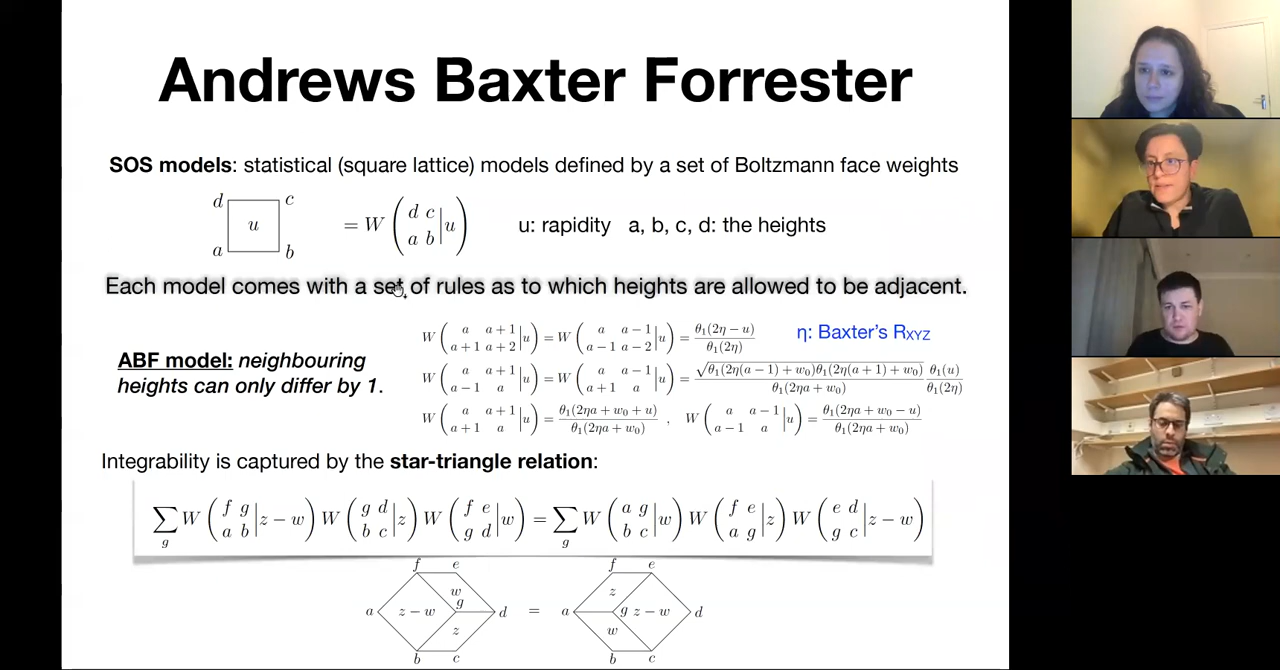 Andrews Baxter Forrester
SOS models: statistical (square lattice) models defined by a set of Boltzmann face weights
d c
u = W ( d c a b | u ) u: rapidity a, b, c, d: the heights
a b
Each model comes with a set of rules as to which heights are allowed to be adjacent.
W ( a a+1 a+1 a+2 | u ) = W ( a a−1 a−1 a−2 | u ) = θ₁(2η − u) / θ₁(2η) η: Baxter's R_XYZ
ABF model: neighbouring
heights can only differ by 1.
W ( a a+1 a−1 a | u ) = W ( a a−1 a+1 a | u ) = √θ₁(2η(a − 1) + w₀)θ₁(2η(a + 1) + w₀) / θ₁(2ηa + w₀) θ₁(u) / θ₁(2η)
W ( a a+1 a+1 a | u ) = θ₁(2ηa + w₀ + u) / θ₁(2ηa + w₀) , W ( a a−1 a−1 a | u ) = θ₁(2ηa + w₀ − u) / θ₁(2ηa + w₀)
Integrability is captured by the star-triangle relation:
∑_g W ( f g a b | z − w ) W ( g d b c | z ) W ( f e g d | w ) = ∑_g W ( a g b c | w ) W ( f e a g | z ) W ( e d g c | z − w )
f e f e
w z
a z − w g d = a g z − w d
z w
b c b c